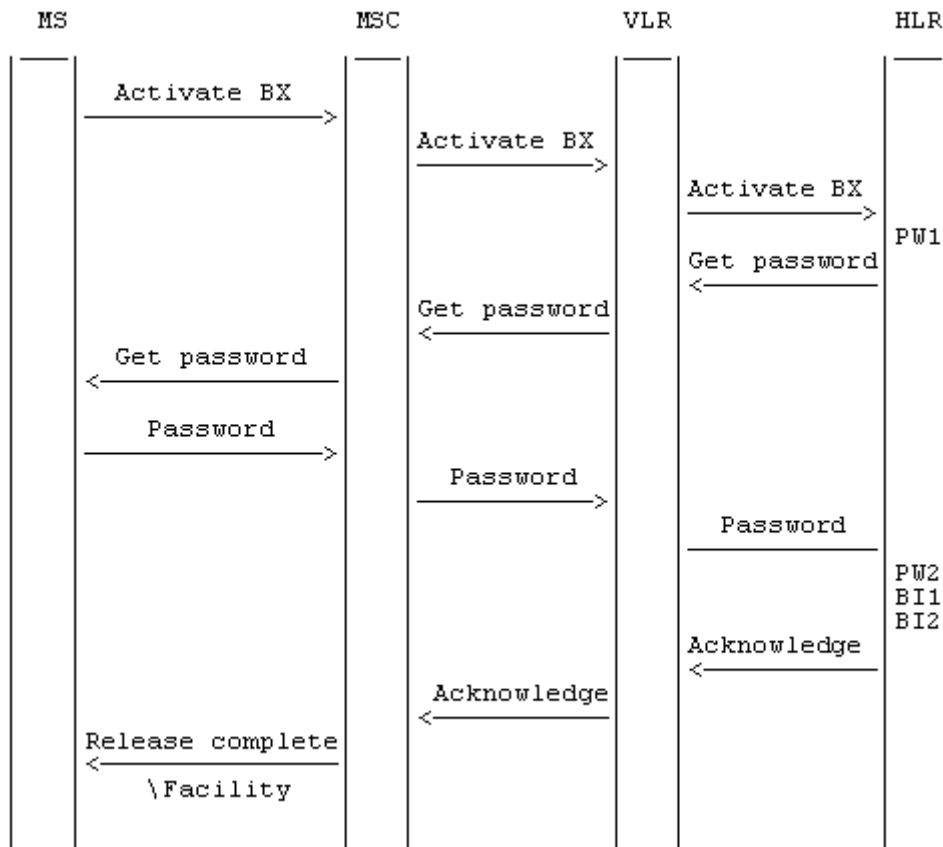 MS MSC VLR HLR
Activate BX
Activate BX
Activate BX
PW1
Get password
Get password
Get password
Password
Password
Password
PW2
BI1
BI2
Acknowledge
Acknowledge
Release complete
\Facility